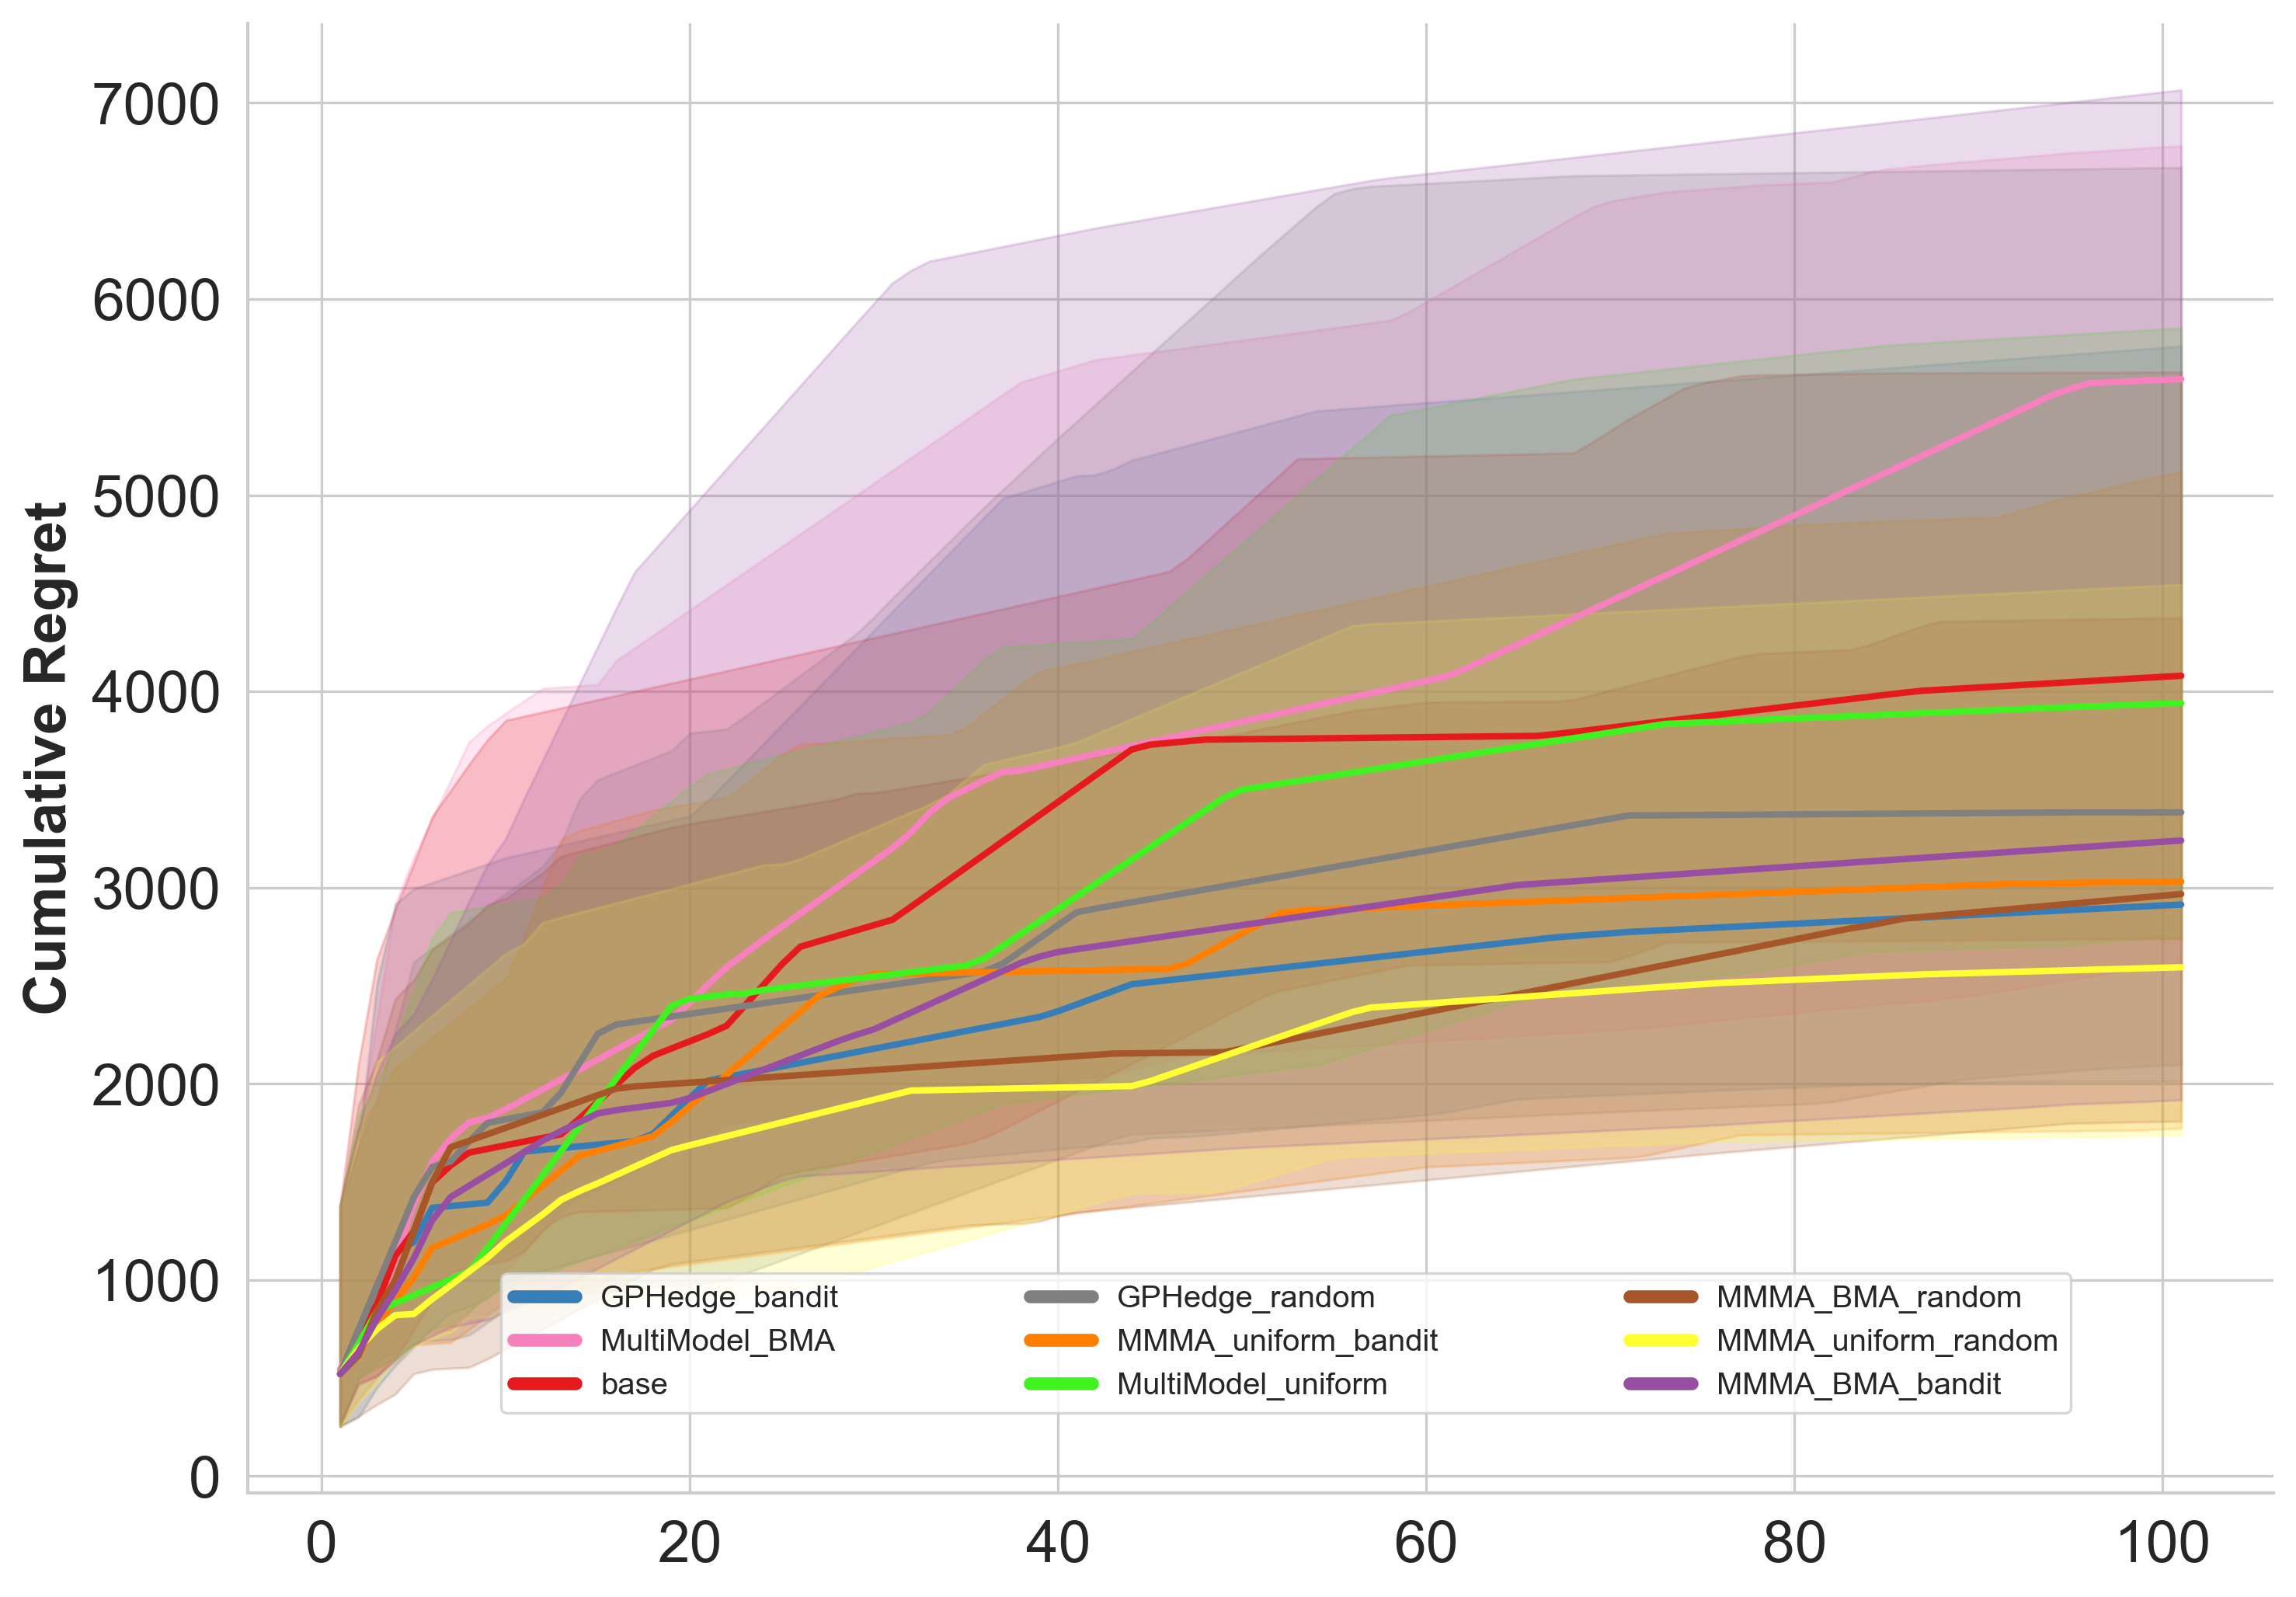 Cumulative Regret
7000
6000
5000
4000
3000
2000
1000
0
GPHedge_bandit
MultiModel_BMA
base
GPHedge_random
MMMA_uniform_bandit
MultiModel_uniform
MMMA_BMA_random
MMMA_uniform_random
MMMA_BMA_bandit
0 20 40 60 80 100